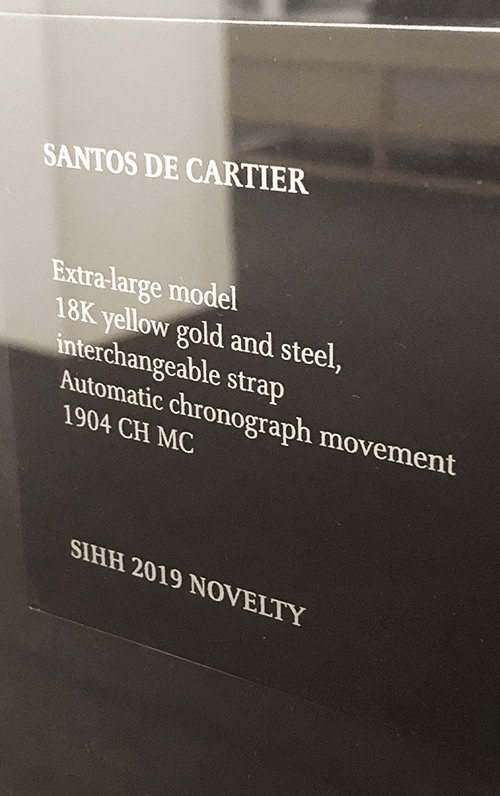 SANTOS DE CARTIER
Extra-large model
18K yellow gold and steel,
interchangeable strap
Automatic chronograph movement
1904 CH MC
SIHH 2019 NOVELTY